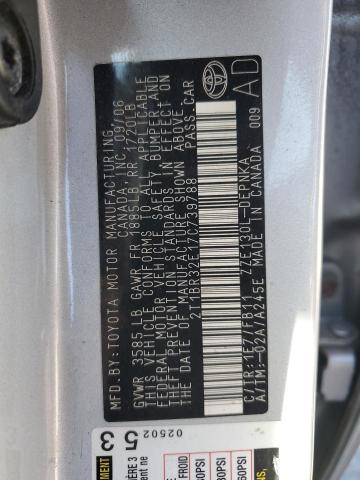 MFD.BY:TOYOTA MOTOR MANUFACTURING
CANADA, INC. 09/06
GVWR 3585LB GAWR FR 1885LB RR 1720LB
THIS VEHICLE CONFORMS TO ALL APPLICABLE
FEDERAL MOTOR VEHICLE SAFETY BUMPER,AND
THEFT PREVENTION STANDARDS IN EFFECT ON
THE DATE OF MANUFACTURE SHOWN ABOVE.
2T1BR32E17C739788 PASS.CAR
C/TR:1E7/FB11 ZZE130L-DEPNKA
A/TM:-02A/A245E MADE IN CANADA 009
TOYOTA
AD
02502
5 3